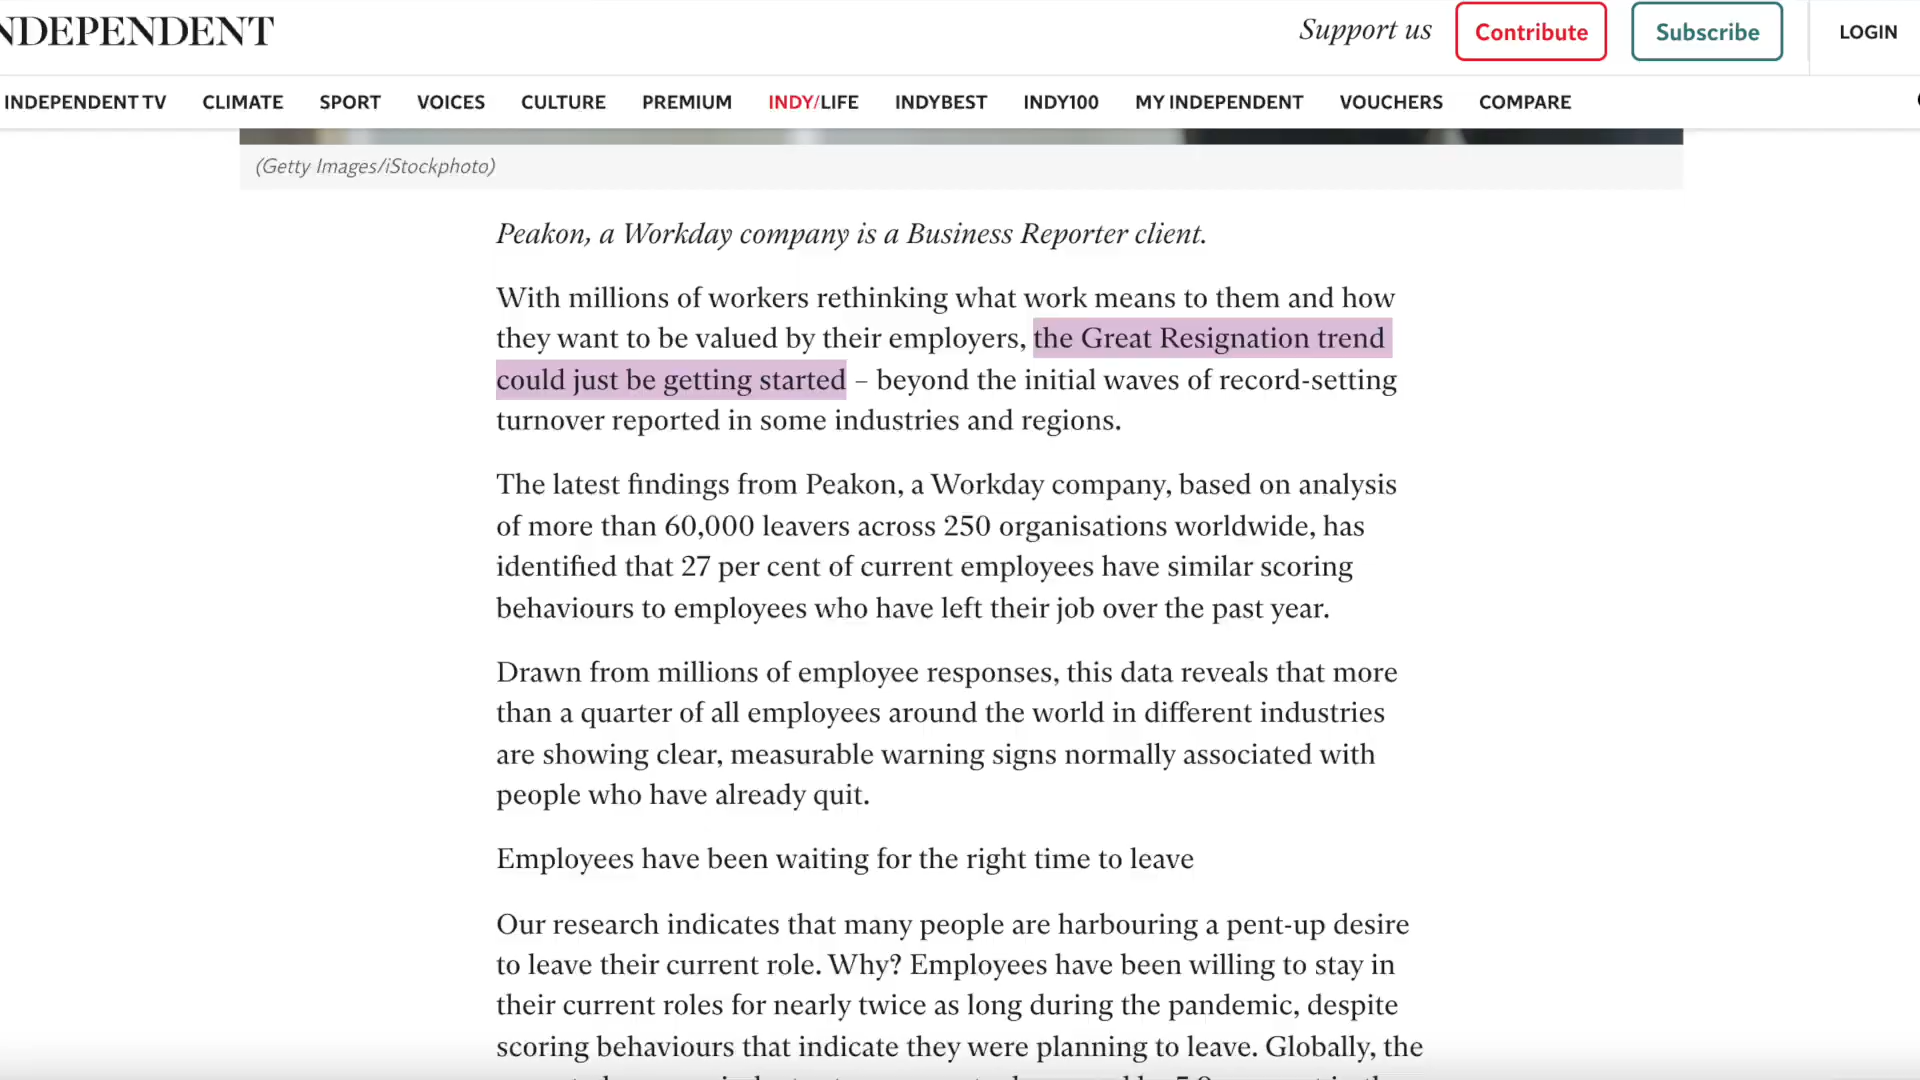 NDEPENDENT
Support us
Contribute
Subscribe
LOGIN
INDEPENDENT TV CLIMATE SPORT VOICES CULTURE PREMIUM INDY/LIFE INDYBEST INDY100 MY INDEPENDENT VOUCHERS COMPARE
(Getty Images/iStockphoto)
Peakon, a Workday company is a Business Reporter client.
With millions of workers rethinking what work means to them and how
they want to be valued by their employers, the Great Resignation trend
could just be getting started – beyond the initial waves of record-setting
turnover reported in some industries and regions.
The latest findings from Peakon, a Workday company, based on analysis
of more than 60,000 leavers across 250 organisations worldwide, has
identified that 27 per cent of current employees have similar scoring
behaviours to employees who have left their job over the past year.
Drawn from millions of employee responses, this data reveals that more
than a quarter of all employees around the world in different industries
are showing clear, measurable warning signs normally associated with
people who have already quit.
Employees have been waiting for the right time to leave
Our research indicates that many people are harbouring a pent-up desire
to leave their current role. Why? Employees have been willing to stay in
their current roles for nearly twice as long during the pandemic, despite
scoring behaviours that indicate they were planning to leave. Globally, the